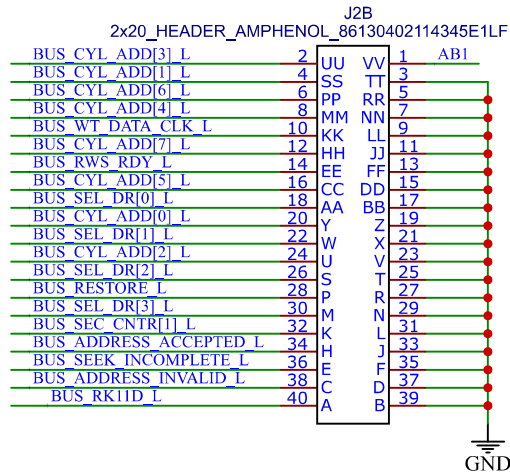 J2B
2x20_HEADER_AMPHENOL_86130402114345E1LF
BUS_CYL_ADD[3]_L 2 UU VV 1 AB1
BUS_CYL_ADD[1]_L 4 SS TT 3
BUS_CYL_ADD[6]_L 6 PP RR 5
BUS_CYL_ADD[4]_L 8 MM NN 7
BUS_WT_DATA_CLK_L 10 KK LL 9
BUS_CYL_ADD[7]_L 12 HH JJ 11
BUS_RWS_RDY_L 14 EE FF 13
BUS_CYL_ADD[5]_L 16 CC DD 15
BUS_SEL_DR[0]_L 18 AA BB 17
BUS_CYL_ADD[0]_L 20 Y Z 19
BUS_SEL_DR[1]_L 22 W X 21
BUS_CYL_ADD[2]_L 24 U V 23
BUS_SEL_DR[2]_L 26 S T 25
BUS_RESTORE_L 28 P R 27
BUS_SEL_DR[3]_L 30 M N 29
BUS_SEC_CNTR[1]_L 32 K L 31
BUS_ADDRESS_ACCEPTED_L 34 H J 33
BUS_SEEK_INCOMPLETE_L 36 E F 35
BUS_ADDRESS_INVALID_L 38 C D 37
BUS_RK11D_L 40 A B 39
GND